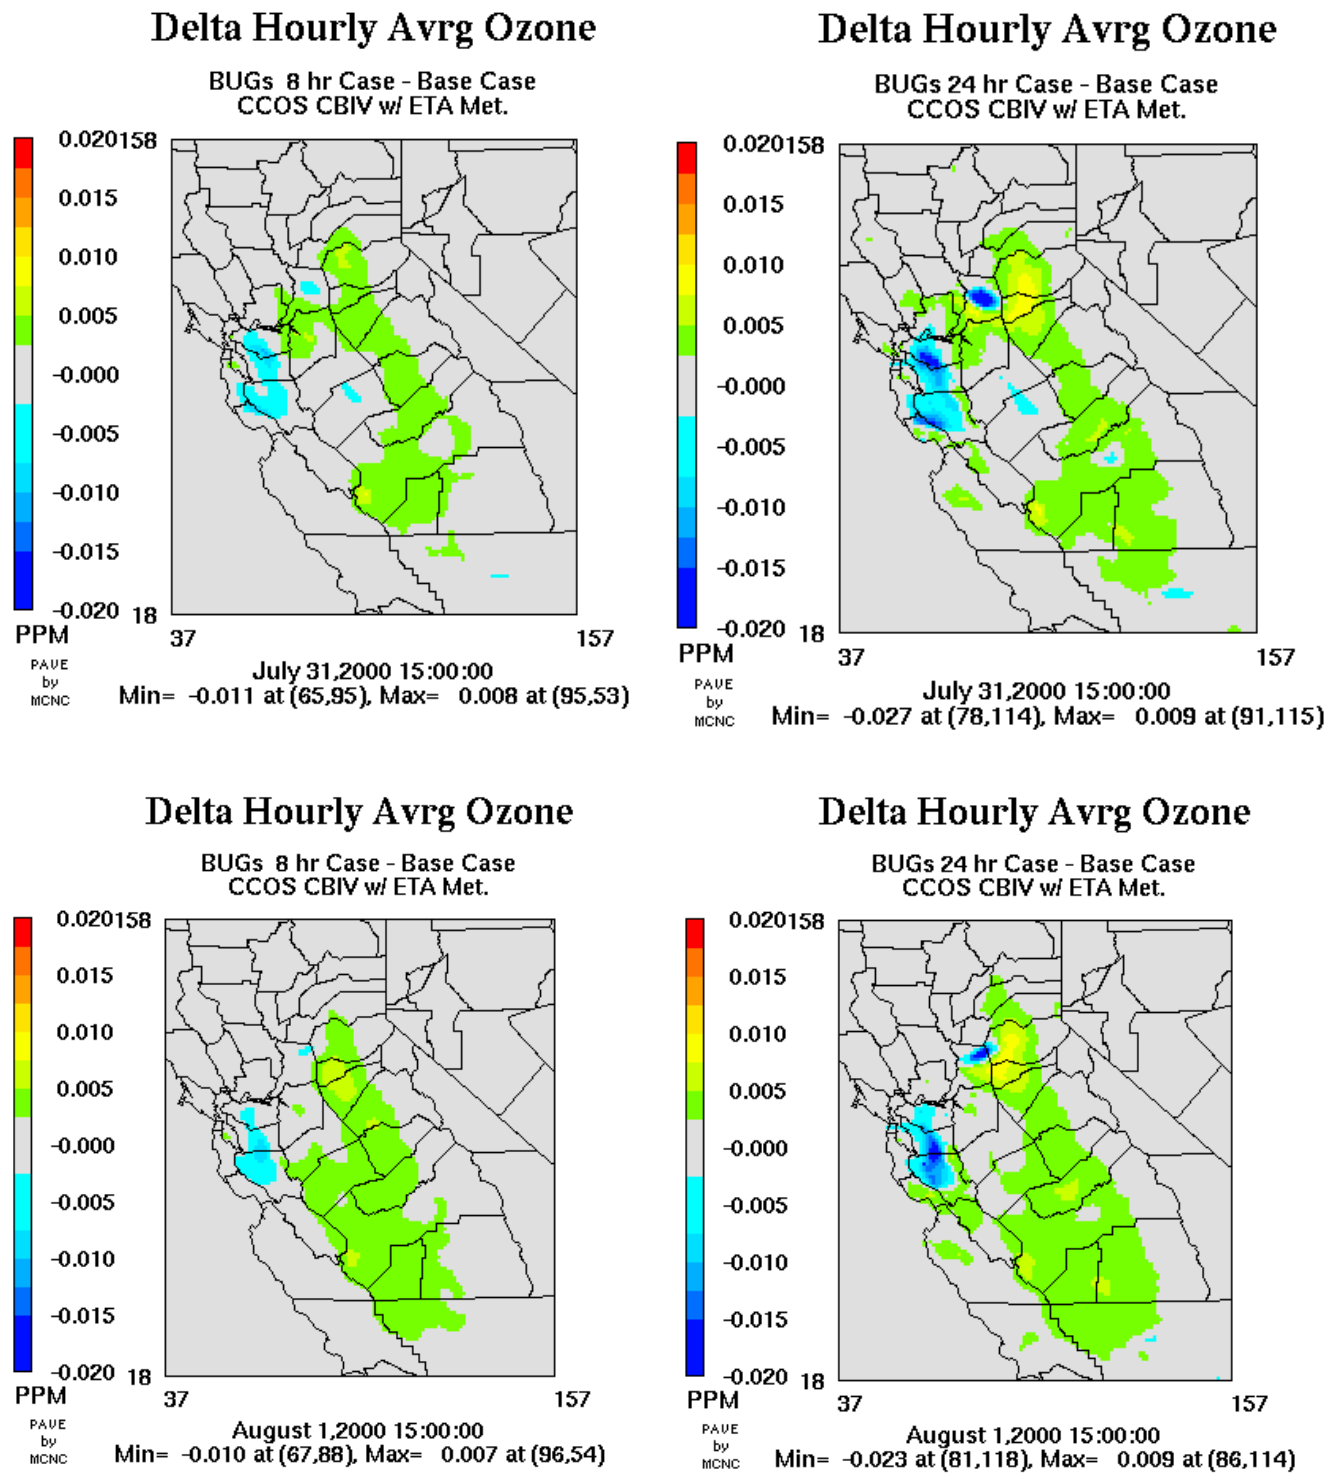 Delta Hourly Avrg Ozone
BUGs 8 hr Case - Base Case
CCOS CBIV w/ ETA Met.
0.020
0.015
0.010
0.005
-0.000
-0.005
-0.010
-0.015
-0.020
PPM
PAVE
by
MCNC
158
18
37
157
July 31,2000 15:00:00
Min= -0.011 at (65,95), Max= 0.008 at (95,53)
Delta Hourly Avrg Ozone
BUGs 24 hr Case - Base Case
CCOS CBIV w/ ETA Met.
0.020
0.015
0.010
0.005
-0.000
-0.005
-0.010
-0.015
-0.020
PPM
PAVE
by
MCNC
158
18
37
157
July 31,2000 15:00:00
Min= -0.027 at (78,114), Max= 0.009 at (91,115)
Delta Hourly Avrg Ozone
BUGs 8 hr Case - Base Case
CCOS CBIV w/ ETA Met.
0.020
0.015
0.010
0.005
-0.000
-0.005
-0.010
-0.015
-0.020
PPM
PAVE
by
MCNC
158
18
37
157
August 1,2000 15:00:00
Min= -0.010 at (67,88), Max= 0.007 at (96,54)
Delta Hourly Avrg Ozone
BUGs 24 hr Case - Base Case
CCOS CBIV w/ ETA Met.
0.020
0.015
0.010
0.005
-0.000
-0.005
-0.010
-0.015
-0.020
PPM
PAVE
by
MCNC
158
18
37
157
August 1,2000 15:00:00
Min= -0.023 at (81,118), Max= 0.009 at (86,114)